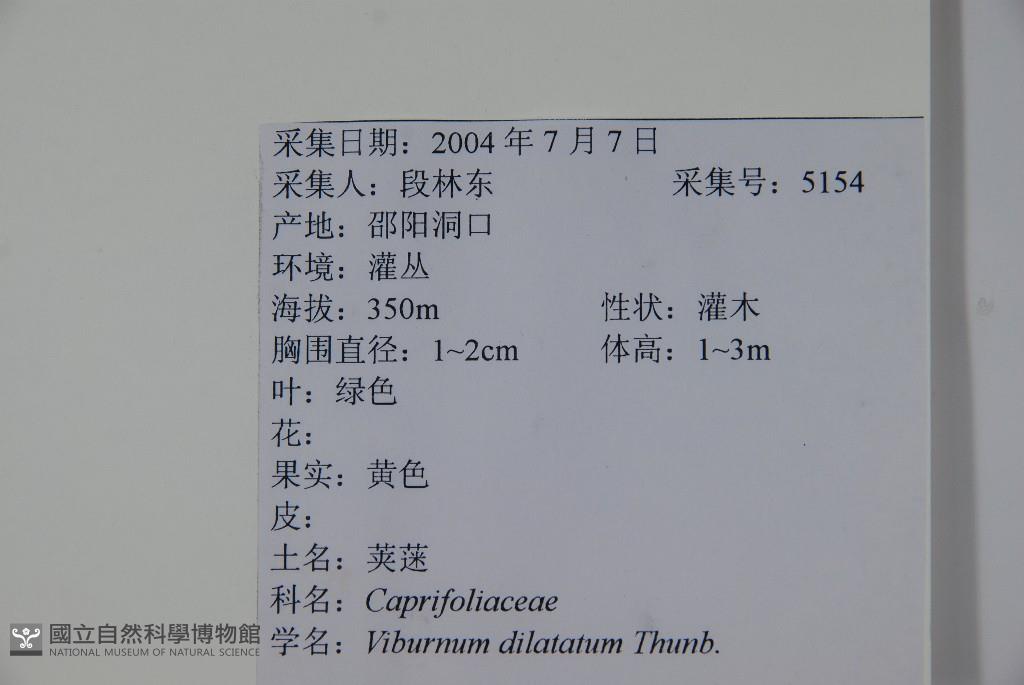 采集日期：2004 年 7 月 7 日
采集人：段林东 采集号：5154
产地：邵阳洞口
环境：灌丛
海拔：350m 性状：灌木
胸围直径：1~2cm 体高：1~3m
叶：绿色
花：
果实：黄色
皮：
土名：荚蒾
科名：Caprifoliaceae
学名：Viburnum dilatatum Thunb.
國立自然科學博物館
NATIONAL MUSEUM OF NATURAL SCIENCE